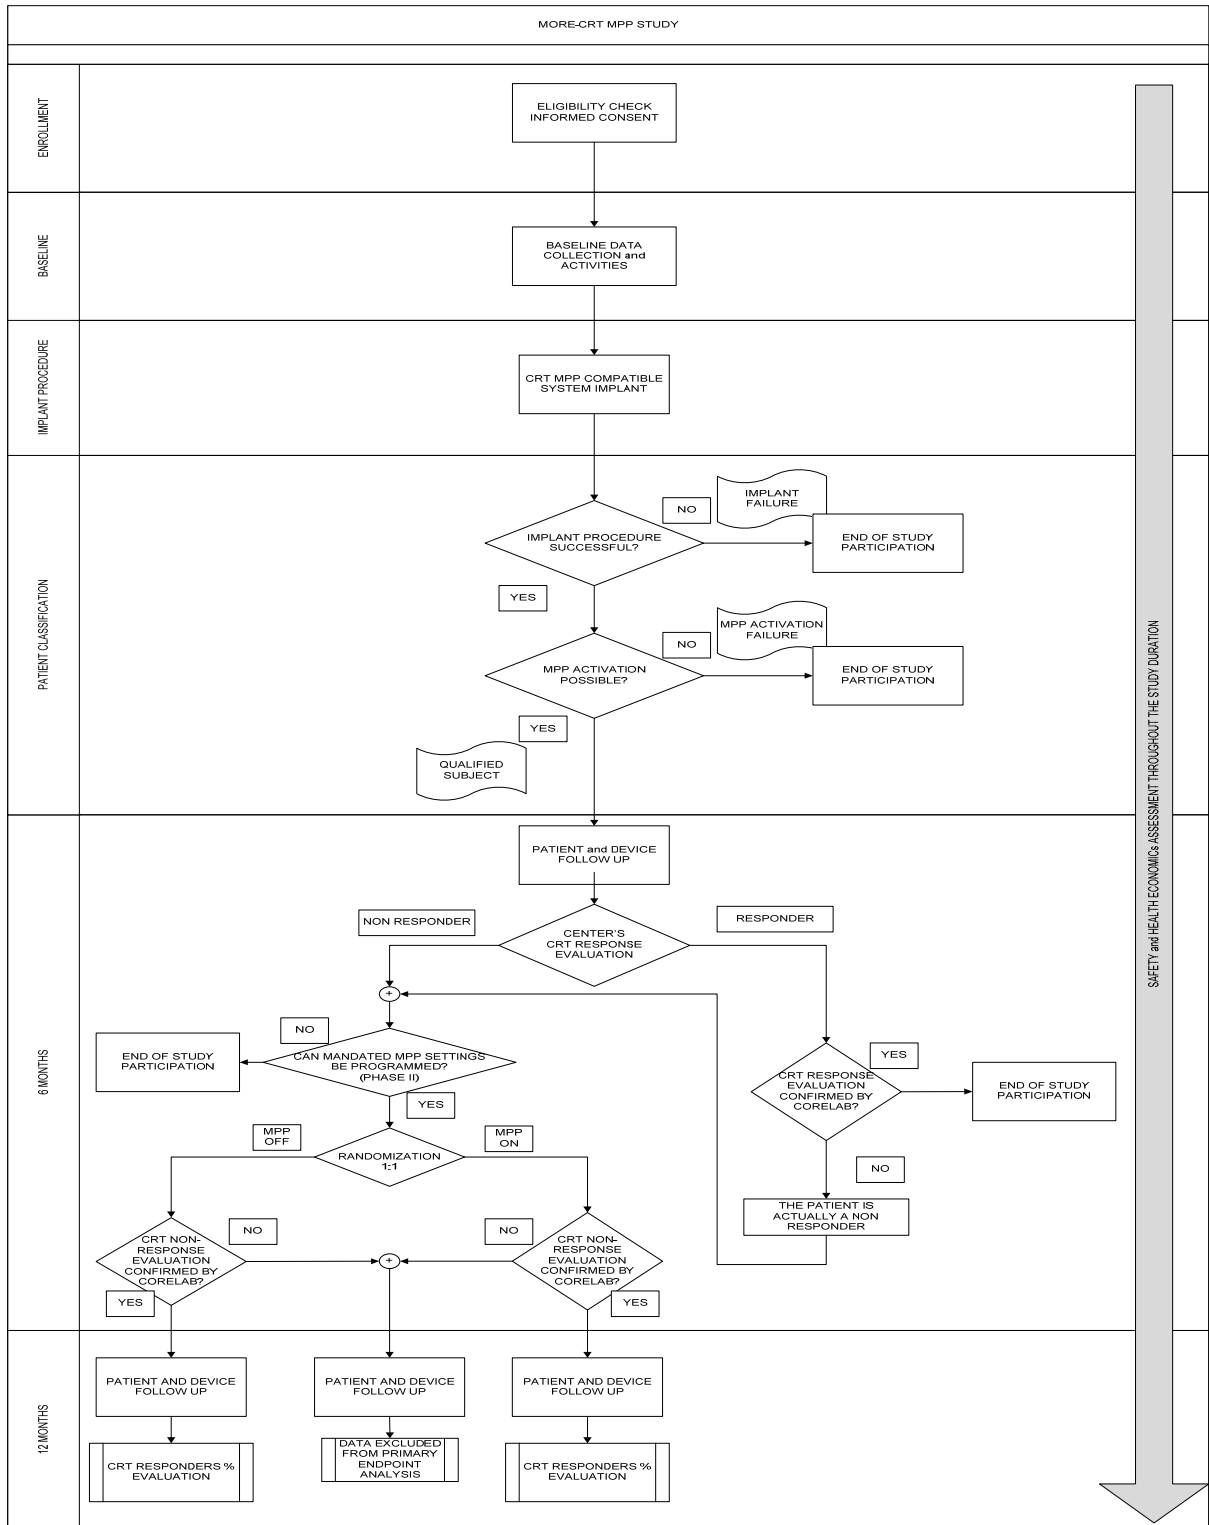 MORE-CRT MPP STUDY
ENROLLMENT
ELIGIBILITY CHECK
INFORMED CONSENT
BASELINE
BASELINE DATA
COLLECTION and
ACTIVITIES
IMPLANT PROCEDURE
CRT MPP COMPATIBLE
SYSTEM IMPLANT
PATIENT CLASSIFICATION
IMPLANT PROCEDURE
SUCCESSFUL?
NO
IMPLANT
FAILURE
END OF STUDY
PARTICIPATION
YES
MPP ACTIVATION
POSSIBLE?
NO
MPP ACTIVATION
FAILURE
END OF STUDY
PARTICIPATION
YES
QUALIFIED
SUBJECT
SAFETY and HEALTH ECONOMICs ASSESSMENT THROUGHOUT THE STUDY DURATION
6 MONTHS
PATIENT and DEVICE
FOLLOW UP
NON RESPONDER
CENTER'S
CRT RESPONSE
EVALUATION
RESPONDER
+
NO
END OF STUDY
PARTICIPATION
CAN MANDATED MPP SETTINGS
BE PROGRAMMED?
(PHASE II)
YES
CRT RESPONSE
EVALUATION
CONFIRMED BY
CORELAB?
YES
END OF STUDY
PARTICIPATION
NO
THE PATIENT IS
ACTUALLY A NON
RESPONDER
MPP
OFF
RANDOMIZATION
1:1
MPP
ON
CRT NON-
RESPONSE
EVALUATION
CONFIRMED BY
CORELAB?
NO
YES
+
NO
CRT NON-
RESPONSE
EVALUATION
CONFIRMED BY
CORELAB?
YES
12 MONTHS
PATIENT AND DEVICE
FOLLOW UP
PATIENT AND DEVICE
FOLLOW UP
PATIENT AND DEVICE
FOLLOW UP
CRT RESPONDERS %
EVALUATION
DATA EXCLUDED
FROM PRIMARY
ENDPOINT
ANALYSIS
CRT RESPONDERS %
EVALUATION